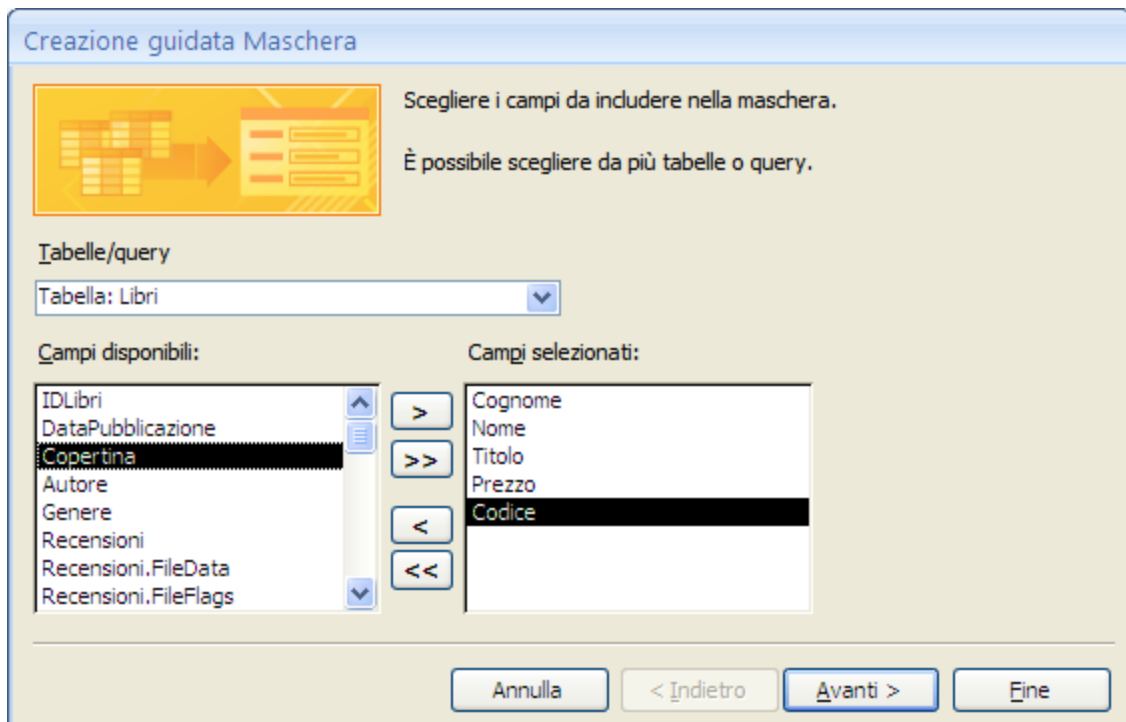 Creazione guidata Maschera
Scegliere i campi da includere nella maschera.
È possibile scegliere da più tabelle o query.
Tabelle/query
Tabella: Libri
Campi disponibili:
IDLibri
DataPubblicazione
Copertina
Autore
Genere
Recensioni
Recensioni.FileData
Recensioni.FileFlags
>
>>
<
<<
Campi selezionati:
Cognome
Nome
Titolo
Prezzo
Codice
Annulla
< Indietro
Avanti >
Fine